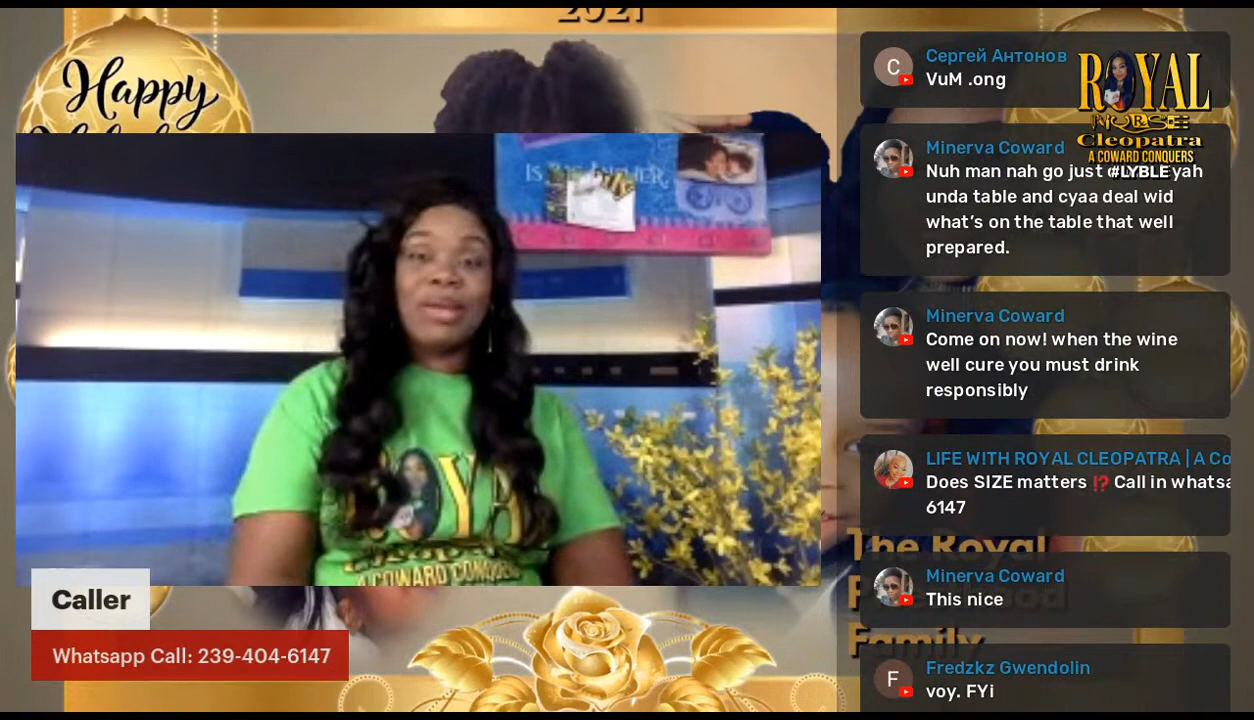 2021
Happy
IS
Caller
Whatsapp Call: 239-404-6147
ROYAL
A COWARD CONQUERS
ROYAL
NURSE
Cleopatra
A COWARD CONQUERS
#LYBLE
C
Сергей Антонов
VuM .ong
Minerva Coward
Nuh man nah go just yah
unda table and cyaa deal wid
what’s on the table that well
prepared.
Minerva Coward
Come on now! when the wine
well cure you must drink
responsibly
LIFE W!TH ROYAL CLEOPATRA | A Co
Does SIZE matters ⁉️ Call in whatsa
6147
The Royal
Minerva Coward
This nice
Family
F
Fredzkz Gwendolin
voy. FYi